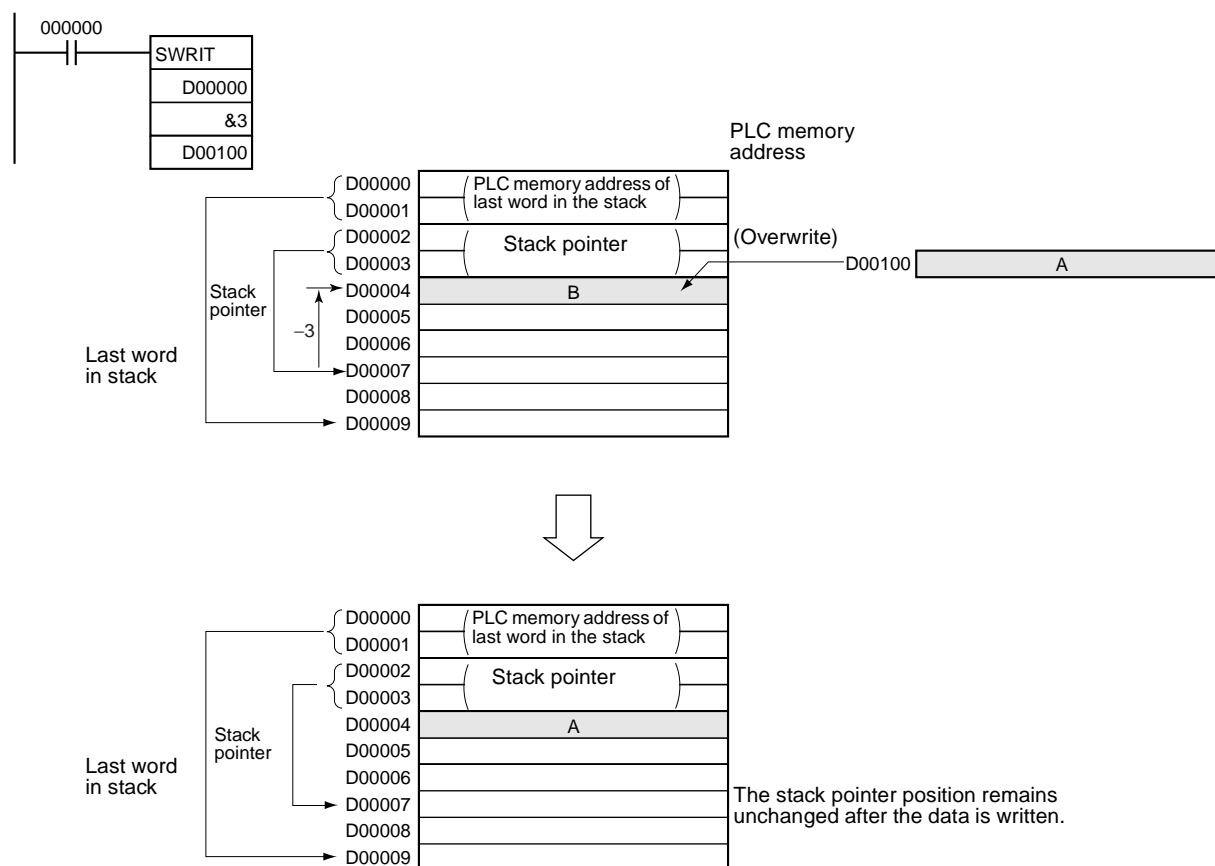 000000
SWRIT
D00000
&3
D00100
PLC memory
address
D00000
PLC memory address of
last word in the stack
D00001
D00002
Stack pointer
(Overwrite)
D00003
D00100
A
D00004
B
Stack
pointer
D00005
−3
D00006
Last word
in stack
D00007
D00008
D00009
D00000
PLC memory address of
last word in the stack
D00001
D00002
Stack pointer
D00003
D00004
A
Stack
pointer
D00005
Last word
in stack
D00006
D00007
The stack pointer position remains
unchanged after the data is written.
D00008
D00009